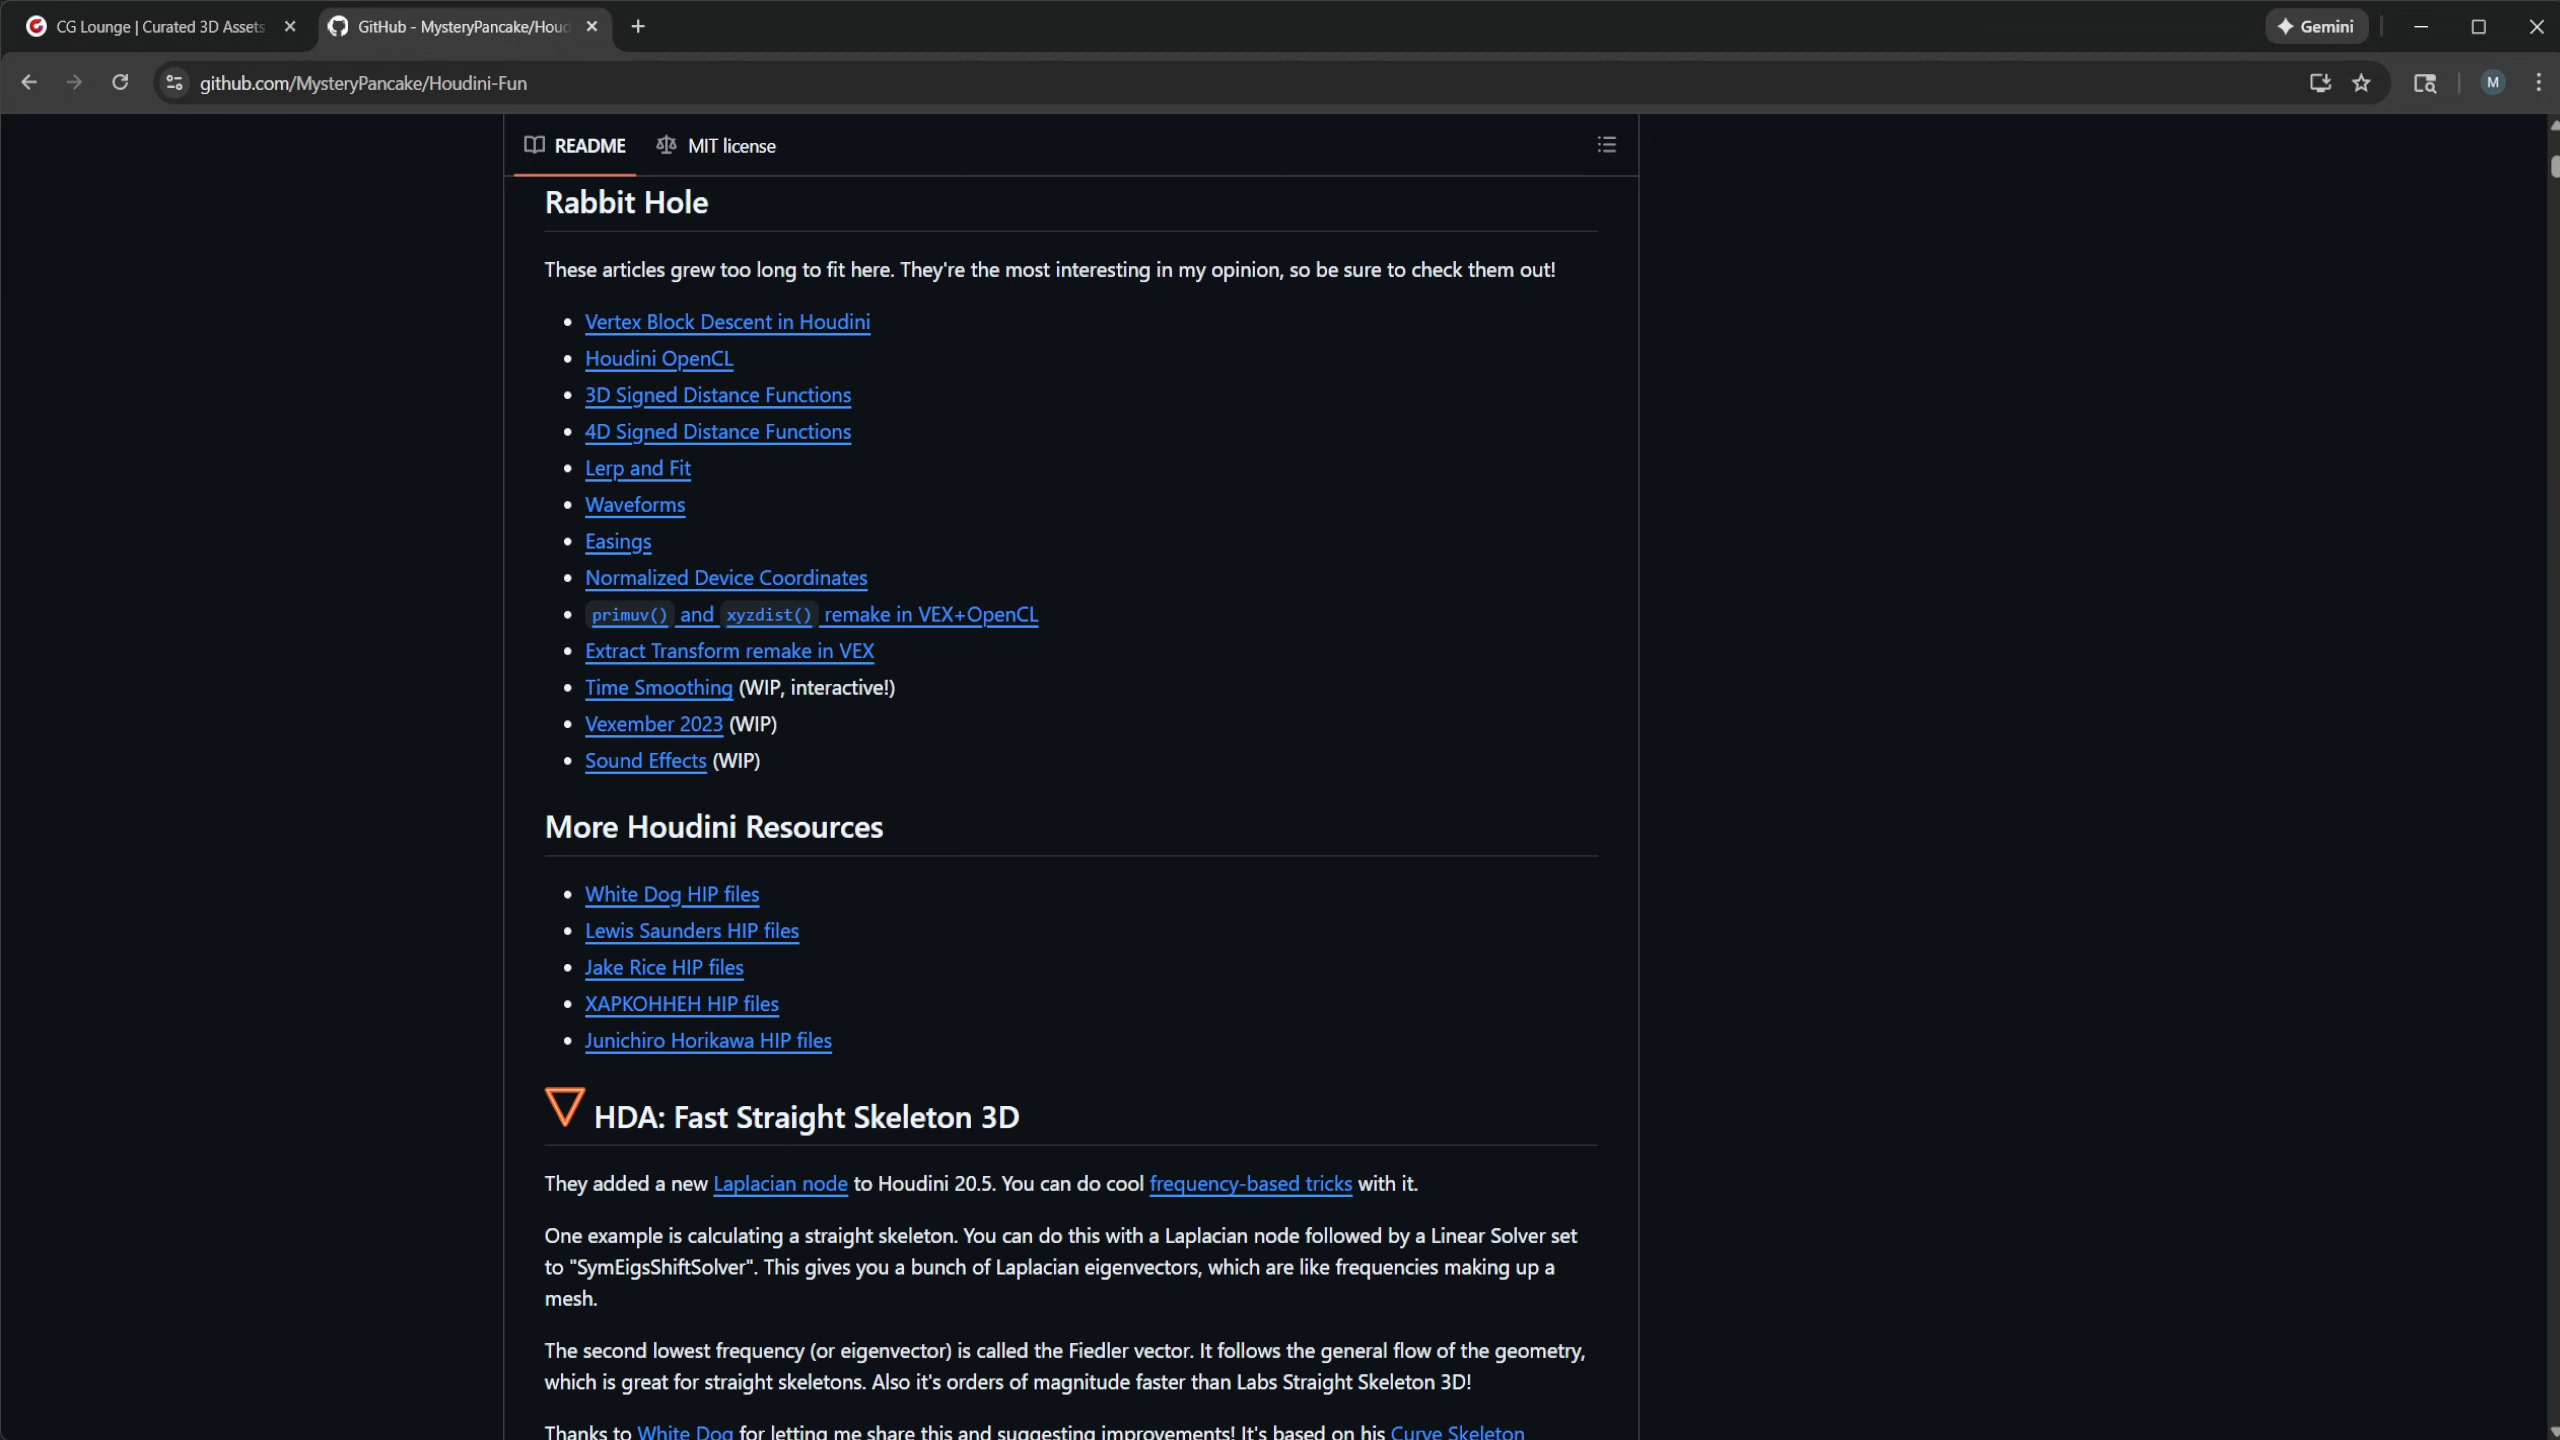 CG Lounge | Curated 3D Assets
GitHub - MysteryPancake/Houd
Gemini
github.com/MysteryPancake/Houdini-Fun
M
README
MIT license
Rabbit Hole
These articles grew too long to fit here. They're the most interesting in my opinion, so be sure to check them out!
Vertex Block Descent in Houdini
Houdini OpenCL
3D Signed Distance Functions
4D Signed Distance Functions
Lerp and Fit
Waveforms
Easings
Normalized Device Coordinates
primuv() and xyzdist() remake in VEX+OpenCL
Extract Transform remake in VEX
Time Smoothing (WIP, interactive!)
Vexember 2023 (WIP)
Sound Effects (WIP)
More Houdini Resources
White Dog HIP files
Lewis Saunders HIP files
Jake Rice HIP files
ХАРКОННЕН HIP files
Junichiro Horikawa HIP files
HDA: Fast Straight Skeleton 3D
They added a new Laplacian node to Houdini 20.5. You can do cool frequency-based tricks with it.
One example is calculating a straight skeleton. You can do this with a Laplacian node followed by a Linear Solver set
to "SymEigsShiftSolver". This gives you a bunch of Laplacian eigenvectors, which are like frequencies making up a
mesh.
The second lowest frequency (or eigenvector) is called the Fiedler vector. It follows the general flow of the geometry,
which is great for straight skeletons. Also it's orders of magnitude faster than Labs Straight Skeleton 3D!
Thanks to White Dog for letting me share this and suggesting improvements! It's based on his Curve Skeleton